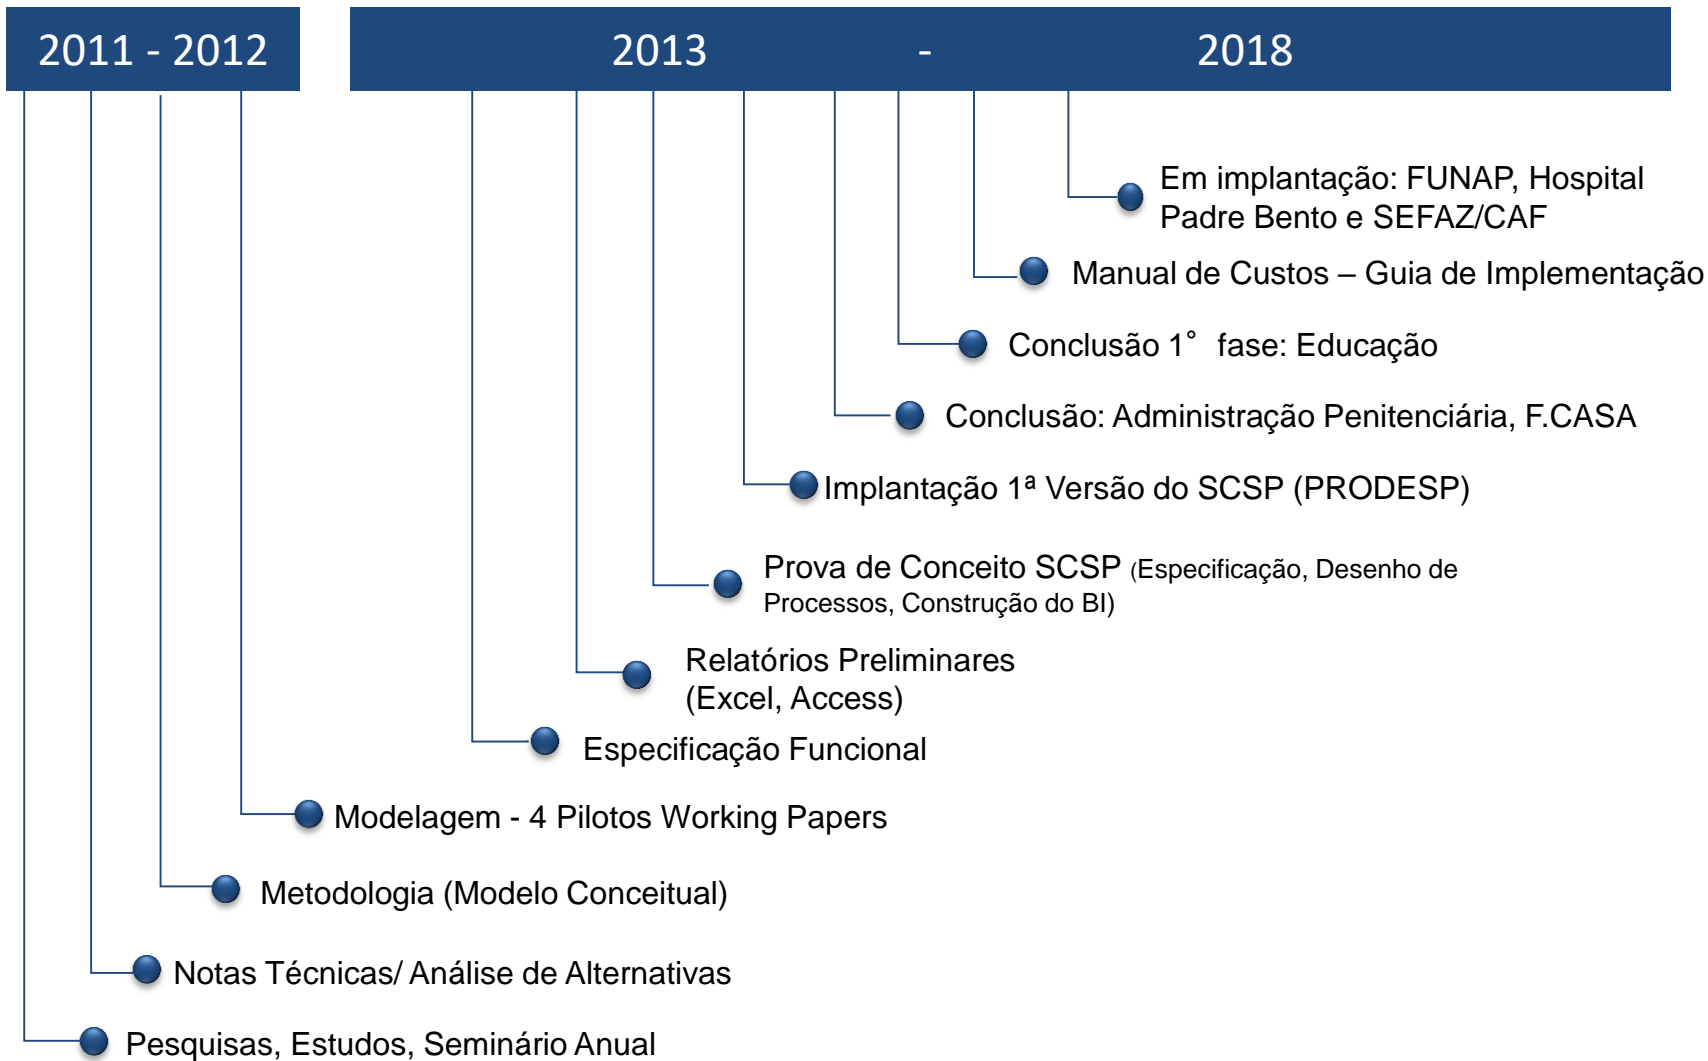 2011 - 2012
2013 - 2018
Em implantação: FUNAP, Hospital
Padre Bento e SEFAZ/CAF
Manual de Custos – Guia de Implementação
Conclusão 1° fase: Educação
Conclusão: Administração Penitenciária, F.CASA
Implantação 1ª Versão do SCSP (PRODESP)
Prova de Conceito SCSP (Especificação, Desenho de
Processos, Construção do BI)
Relatórios Preliminares
(Excel, Access)
Especificação Funcional
Modelagem - 4 Pilotos Working Papers
Metodologia (Modelo Conceitual)
Notas Técnicas/ Análise de Alternativas
Pesquisas, Estudos, Seminário Anual